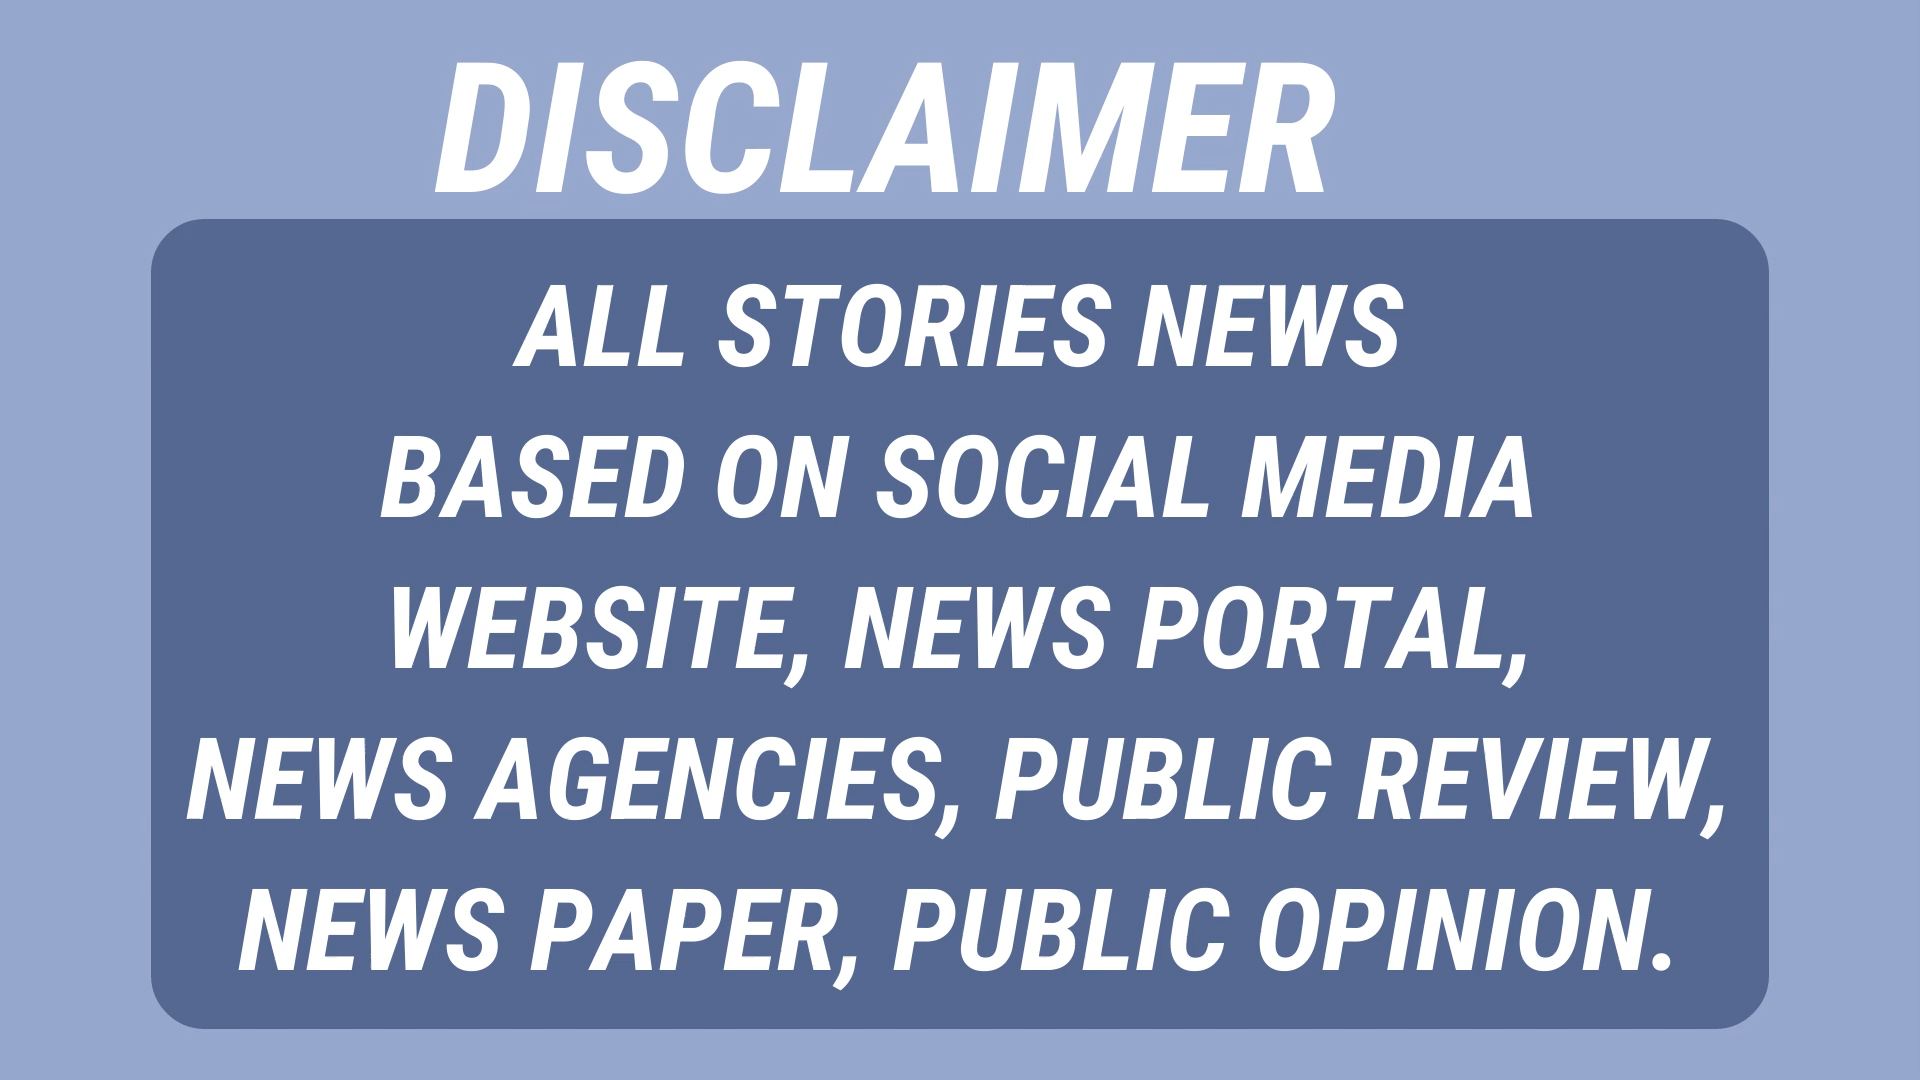 DISCLAIMER
ALL STORIES NEWS
BASED ON SOCIAL MEDIA
WEBSITE, NEWS PORTAL,
NEWS AGENCIES, PUBLIC REVIEW,
NEWS PAPER, PUBLIC OPINION.